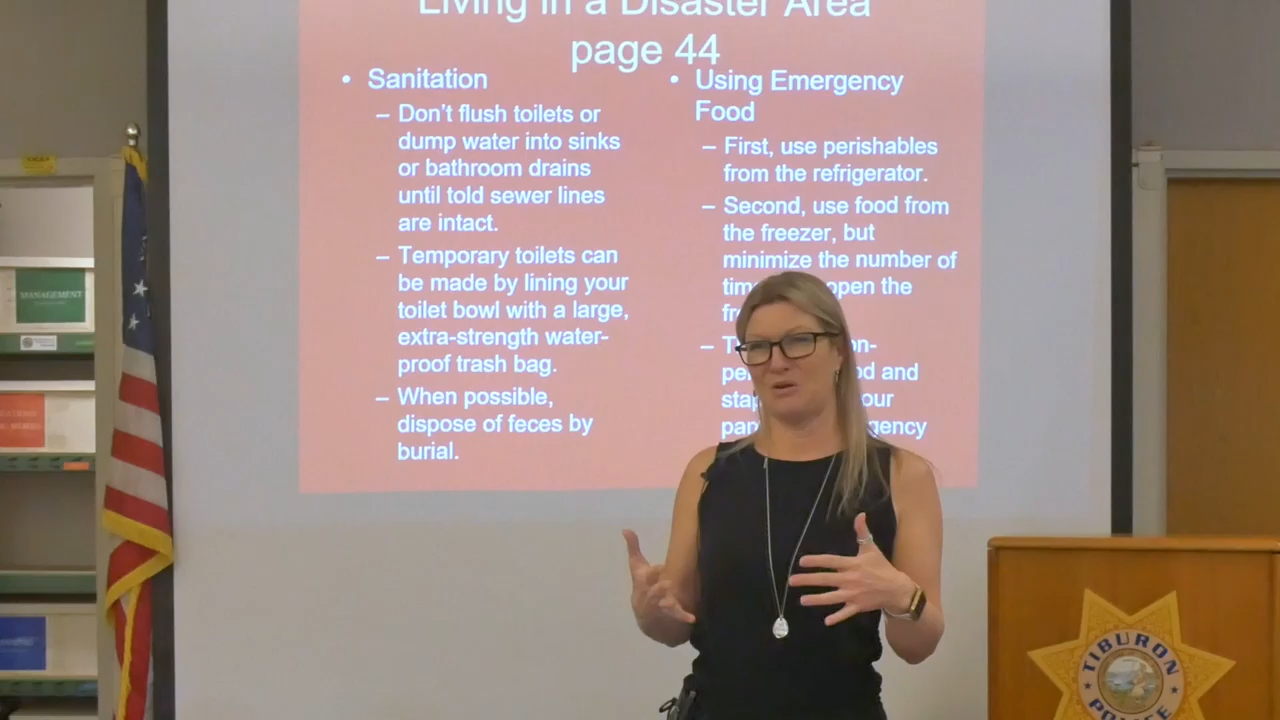 Living in a Disaster Area
page 44
• Sanitation
– Don't flush toilets or
dump water into sinks
or bathroom drains
until told sewer lines
are intact.
– Temporary toilets can
be made by lining your
toilet bowl with a large,
extra-strength water-
proof trash bag.
– When possible,
dispose of feces by
burial.
• Using Emergency
Food
– First, use perishables
from the refrigerator.
– Second, use food from
the freezer, but
minimize the number of
open the
–
and
MANAGEMENT
TIBURON
POLICE